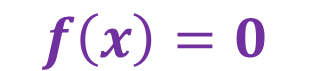 f(x) = 0